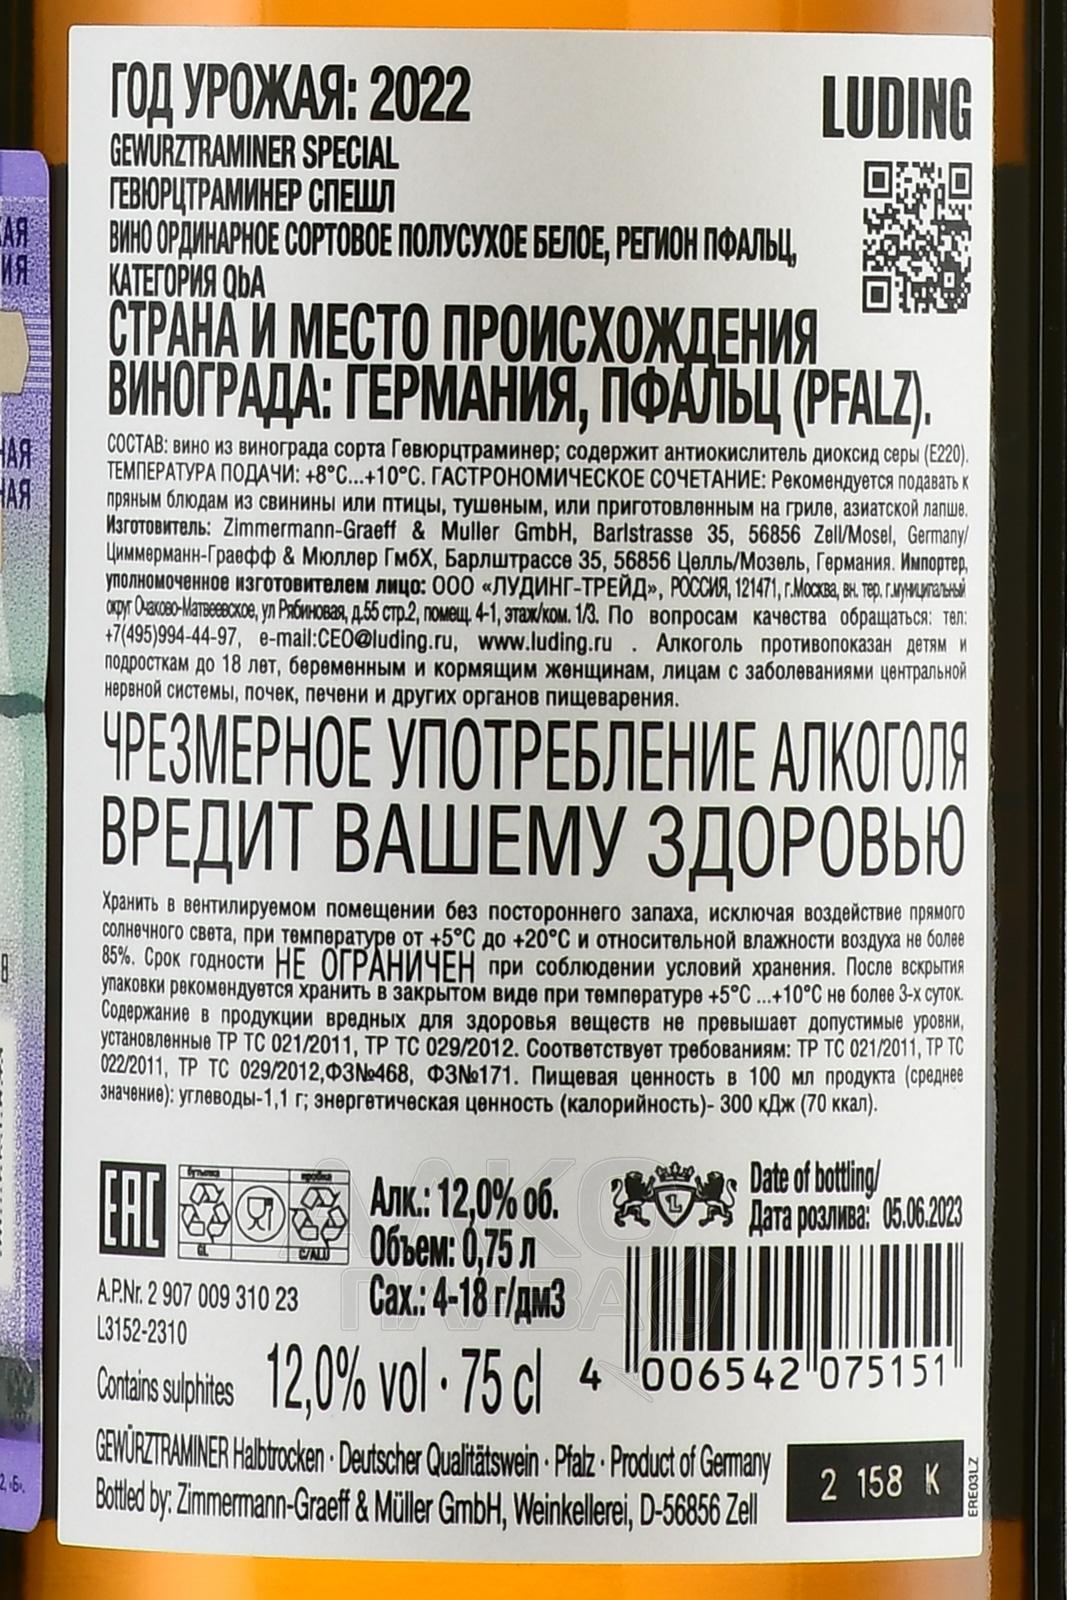 ГОД УРОЖАЯ: 2022
LUDING
GEWURZTRAMINER SPECIAL
ГЕВЮРЦТРАМИНЕР СПЕШЛ
ВИНО ОРДИНАРНОЕ СОРТОВОЕ ПОЛУСУХОЕ БЕЛОЕ, РЕГИОН ПФАЛЬЦ,
КАТЕГОРИЯ QbA
СТРАНА И МЕСТО ПРОИСХОЖДЕНИЯ
ВИНОГРАДА: ГЕРМАНИЯ, ПФАЛЬЦ (PFALZ).
СОСТАВ: вино из винограда сорта Гевюрцтраминер; содержит антиокислитель диоксид серы (Е220).
ТЕМПЕРАТУРА ПОДАЧИ: +8°С...+10°С. ГАСТРОНОМИЧЕСКОЕ СОЧЕТАНИЕ: Рекомендуется подавать к
пряным блюдам из свинины или птицы, тушеным, или приготовленным на гриле, азиатской лапше.
Изготовитель: Zimmermann-Graeff & Muller GmbH, Barlstrasse 35, 56856 Zell/Mosel, Germany/
Циммерманн-Граефф & Мюллер ГмбХ, Барлштрассе 35, 56856 Целль/Мозель, Германия. Импортер,
уполномоченное изготовителем лицо: ООО «ЛУДИНГ-ТРЕЙД», РОССИЯ, 121471, г.Москва, вн. тер. г.муниципальный
округ Очаково-Матвеевское, ул Рябиновая, д.55 стр.2, помещ. 4-1, этаж/ком. 1/3. По вопросам качества обращаться: тел:
+7(495)994-44-97, e-mail:CEO@luding.ru, www.luding.ru . Алкоголь противопоказан детям и
подросткам до 18 лет, беременным и кормящим женщинам, лицам с заболеваниями центральной
нервной системы, почек, печени и других органов пищеварения.
ЧРЕЗМЕРНОЕ УПОТРЕБЛЕНИЕ АЛКОГОЛЯ
ВРЕДИТ ВАШЕМУ ЗДОРОВЬЮ
Хранить в вентилируемом помещении без постороннего запаха, исключая воздействие прямого
солнечного света, при температуре от +5°С до +20°С и относительной влажности воздуха не более
85%. Срок годности НЕ ОГРАНИЧЕН при соблюдении условий хранения. После вскрытия
упаковки рекомендуется хранить в закрытом виде при температуре +5°С ...+10°С не более 3-х суток.
Содержание в продукции вредных для здоровья веществ не превышает допустимые уровни,
установленные ТР ТС 021/2011, ТР ТС 029/2012. Соответствует требованиям: ТР ТС 021/2011, ТР ТС
022/2011, ТР ТС 029/2012,ФЗ№468, ФЗ№171. Пищевая ценность в 100 мл продукта (среднее
значение): углеводы-1,1 г; энергетическая ценность (калорийность)- 300 кДж (70 ккал).
EAC
бутылка
пробка
GL
C/ALU
Алк.: 12,0% об.
Объем: 0,75 л
Сах.: 4-18 г/дм3
L
Date of bottling/
Дата розлива: 05.06.2023
A.P.Nr. 2 907 009 310 23
L3152-2310
Contains sulphites
12,0% vol · 75 cl
4 006542 075151
GEWÜRZTRAMINER Halbtrocken · Deutscher Qualitätswein · Pfalz · Product of Germany
Bottled by: Zimmermann-Graeff & Müller GmbH, Weinkellerei, D-56856 Zell
2 158 K
ERE03LZ